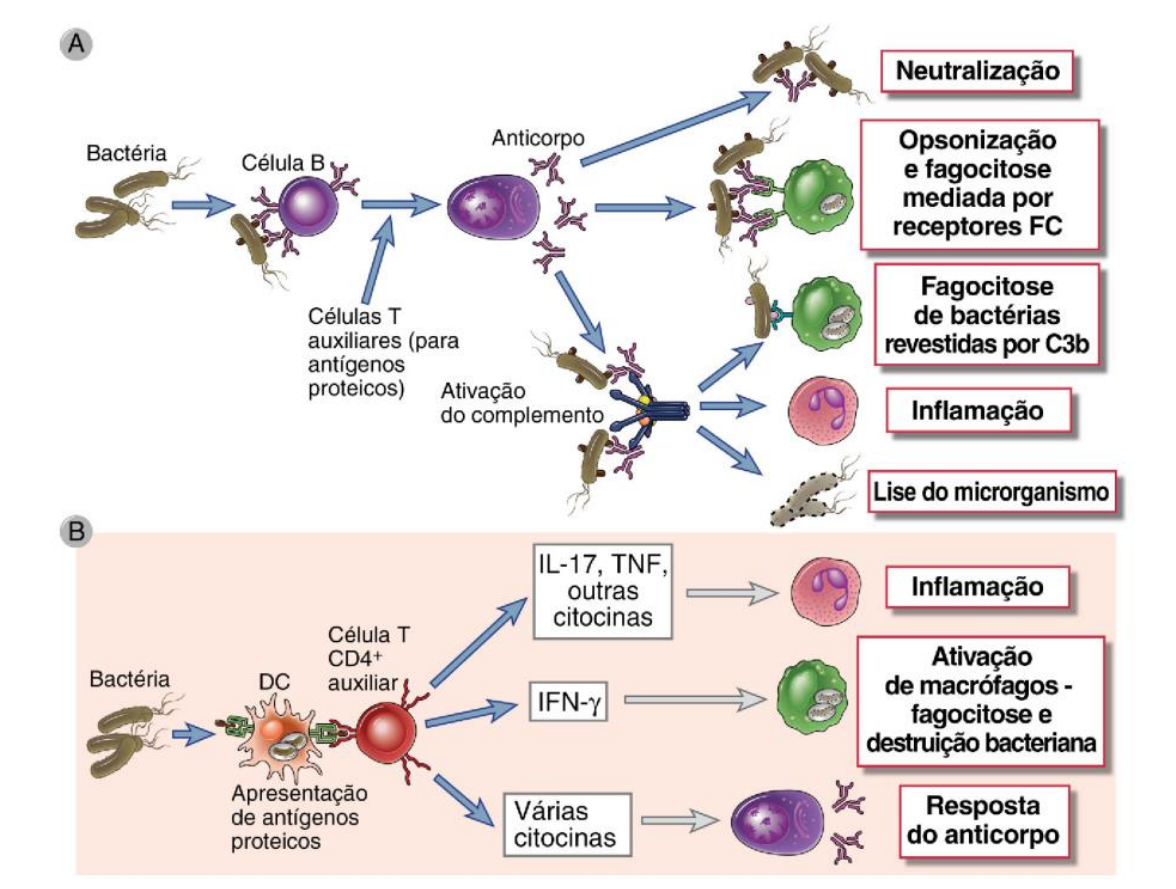 A
Bactéria
Célula B
Anticorpo
Células T
auxiliares (para
antígenos
proteicos)
Ativação
do complemento
Neutralização
Opsonização
e fagocitose
mediada por
receptores FC
Fagocitose
de bactérias
revestidas por C3b
Inflamação
Lise do microrganismo
B
Bactéria
DC
Apresentação
de antígenos
proteicos
Célula T
CD4+
auxiliar
IL-17, TNF,
outras
citocinas
Inflamação
IFN-γ
Ativação
de macrófagos -
fagocitose e
destruição bacteriana
Várias
citocinas
Resposta
do anticorpo